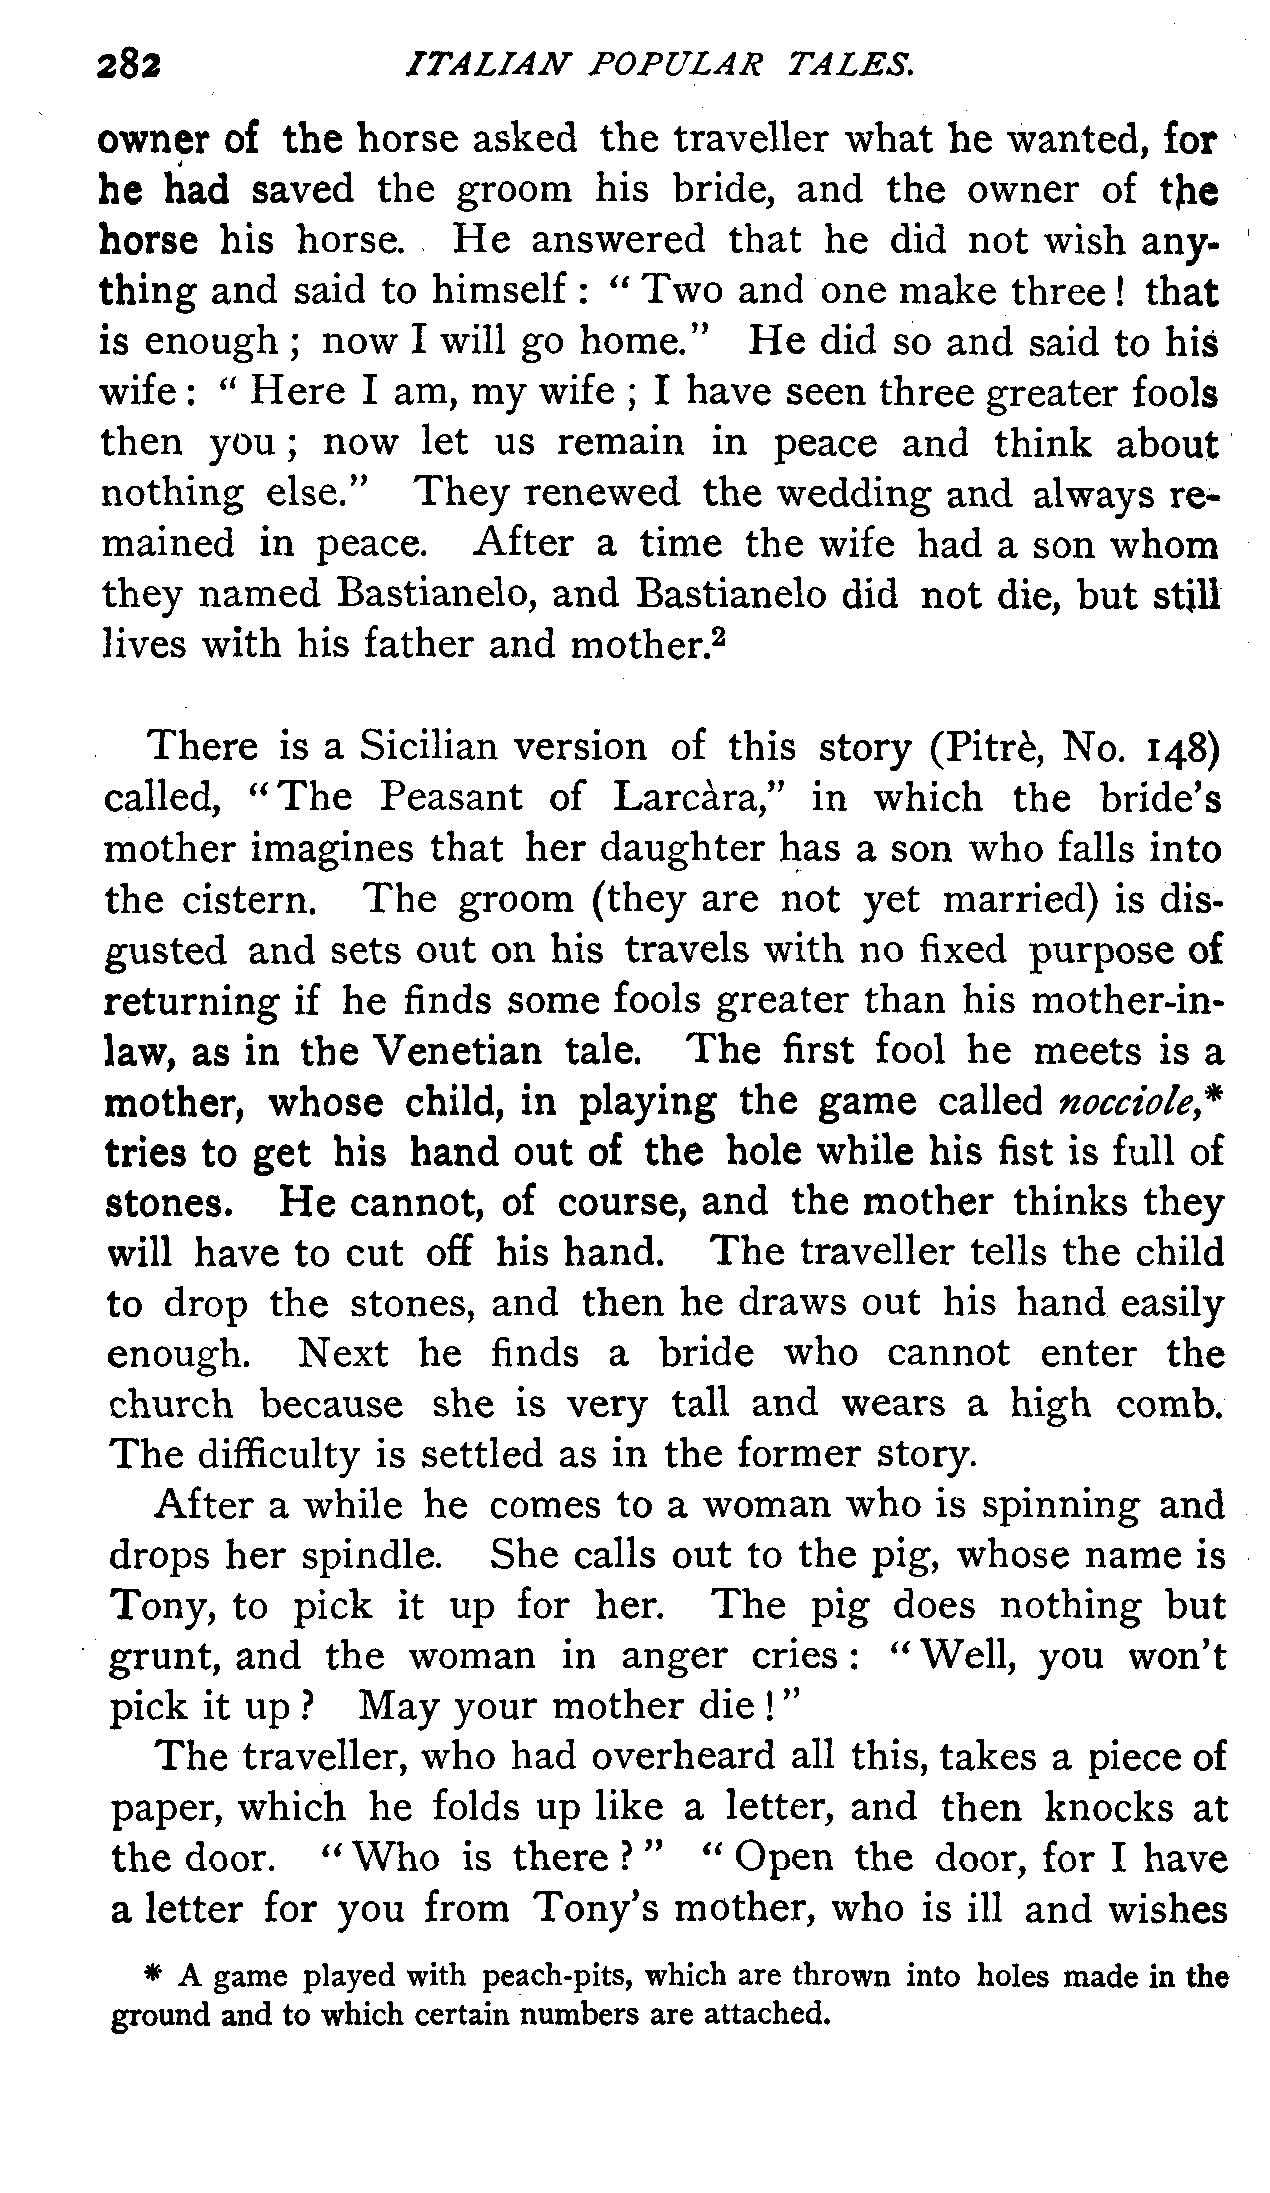 282 ITALIAN POPULAR TALES.
owner of the horse asked the traveller what he wanted, for
he had saved the groom his bride, and the owner of the
horse his horse. He answered that he did not wish any-
thing and said to himself : “ Two and one make three ! that
is enough ; now I will go home.” He did so and said to his
wife : “ Here I am, my wife ; I have seen three greater fools
then you ; now let us remain in peace and think about
nothing else.” They renewed the wedding and always re-
mained in peace. After a time the wife had a son whom
they named Bastianelo, and Bastianelo did not die, but still
lives with his father and mother.²
There is a Sicilian version of this story (Pitrè, No. 148)
called, “ The Peasant of Larcàra,” in which the bride’s
mother imagines that her daughter has a son who falls into
the cistern. The groom (they are not yet married) is dis-
gusted and sets out on his travels with no fixed purpose of
returning if he finds some fools greater than his mother-in-
law, as in the Venetian tale. The first fool he meets is a
mother, whose child, in playing the game called nocciole,*
tries to get his hand out of the hole while his fist is full of
stones. He cannot, of course, and the mother thinks they
will have to cut off his hand. The traveller tells the child
to drop the stones, and then he draws out his hand easily
enough. Next he finds a bride who cannot enter the
church because she is very tall and wears a high comb.
The difficulty is settled as in the former story.
After a while he comes to a woman who is spinning and
drops her spindle. She calls out to the pig, whose name is
Tony, to pick it up for her. The pig does nothing but
grunt, and the woman in anger cries : “ Well, you won’t
pick it up ? May your mother die ! ”
The traveller, who had overheard all this, takes a piece of
paper, which he folds up like a letter, and then knocks at
the door. “ Who is there ? ” “ Open the door, for I have
a letter for you from Tony’s mother, who is ill and wishes
* A game played with peach-pits, which are thrown into holes made in the
ground and to which certain numbers are attached.